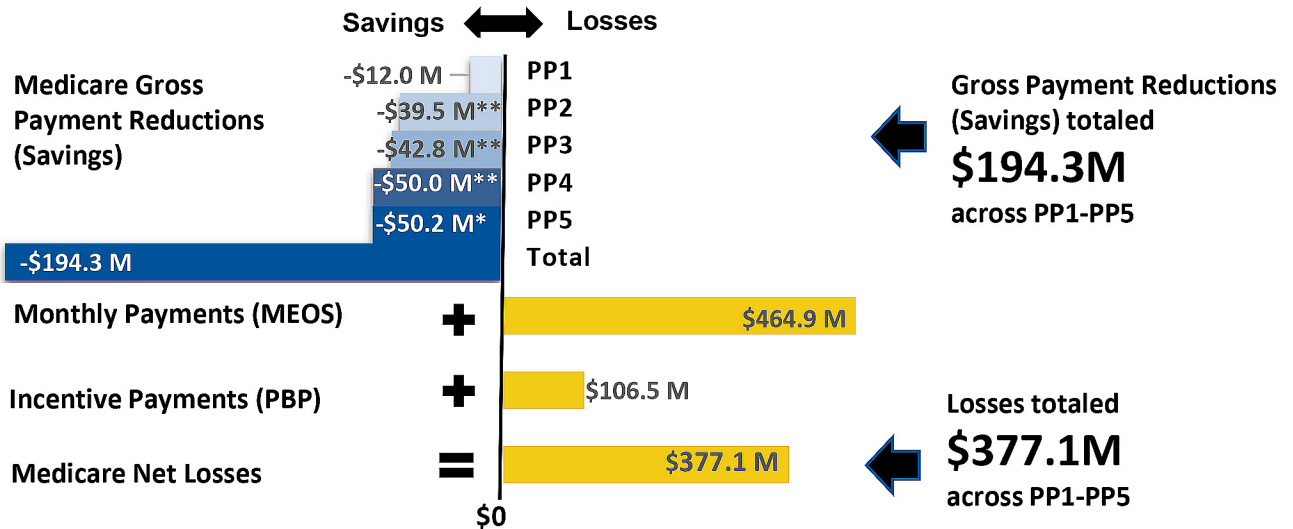 Savings Losses
Medicare Gross
Payment Reductions
(Savings)
-$12.0 M PP1
-$39.5 M** PP2
-$42.8 M** PP3
-$50.0 M** PP4
-$50.2 M* PP5
-$194.3 M Total
Gross Payment Reductions
(Savings) totaled
$194.3M
across PP1-PP5
Monthly Payments (MEOS) + $464.9 M
Incentive Payments (PBP) + $106.5 M
Medicare Net Losses = $377.1 M
$0
Losses totaled
$377.1M
across PP1-PP5